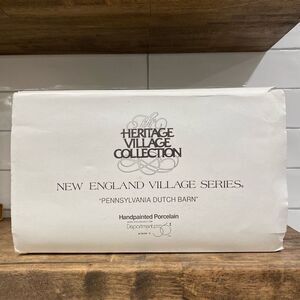 The
HERITAGE
VILLAGE
COLLECTION
NEW ENGLAND VILLAGE SERIES®
"PENNSYLVANIA DUTCH BARN"
Handpainted Porcelain
Department 56